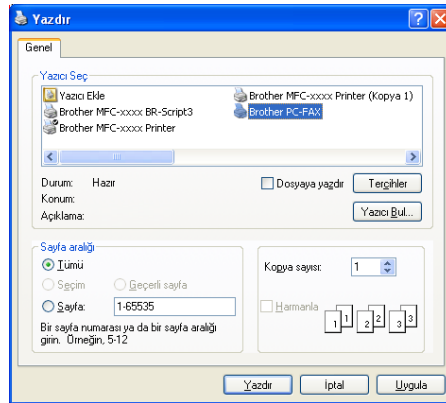 Yazdır
Genel
Yazıcı Seç
Yazıcı Ekle
Brother MFC-xxxx BR-Script3
Brother MFC-xxxx Printer
Brother MFC-xxxx Printer (Kopya 1)
Brother PC-FAX
Durum: Hazır
Konum:
Açıklama:
Dosyaya yazdır
Tercihler
Yazıcı Bul...
Sayfa aralığı
Tümü
Seçim Geçerli sayfa
Sayfa: 1-65535
Bir sayfa numarası ya da bir sayfa aralığı
girin. Örneğin, 5-12
Kopya sayısı: 1
Harmanla
1 1 2 2 3 3
Yazdır İptal Uygula